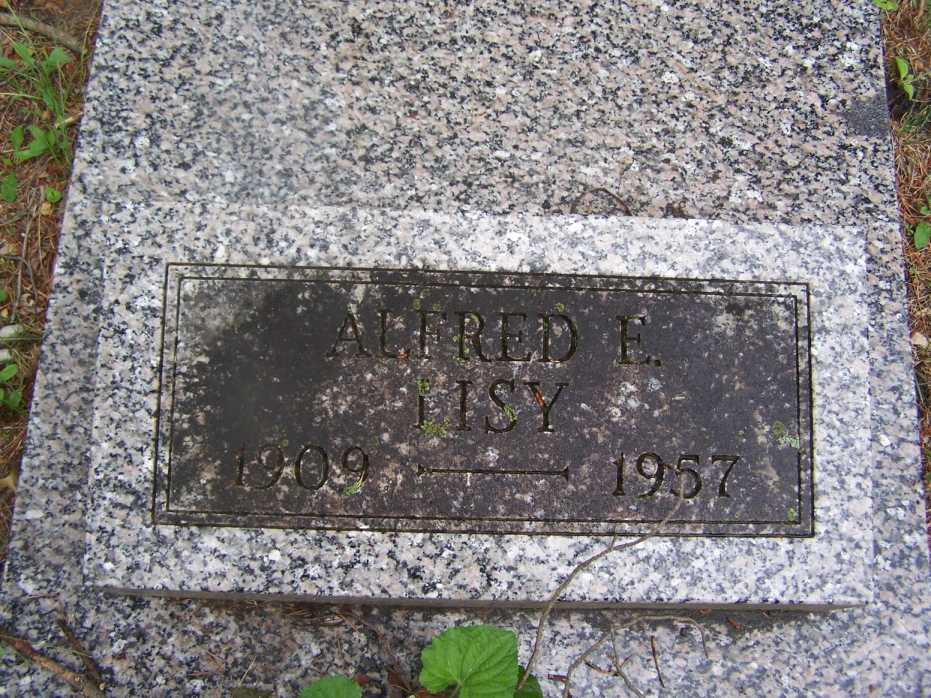 ALFRED E.
LISY
1909 — 1957